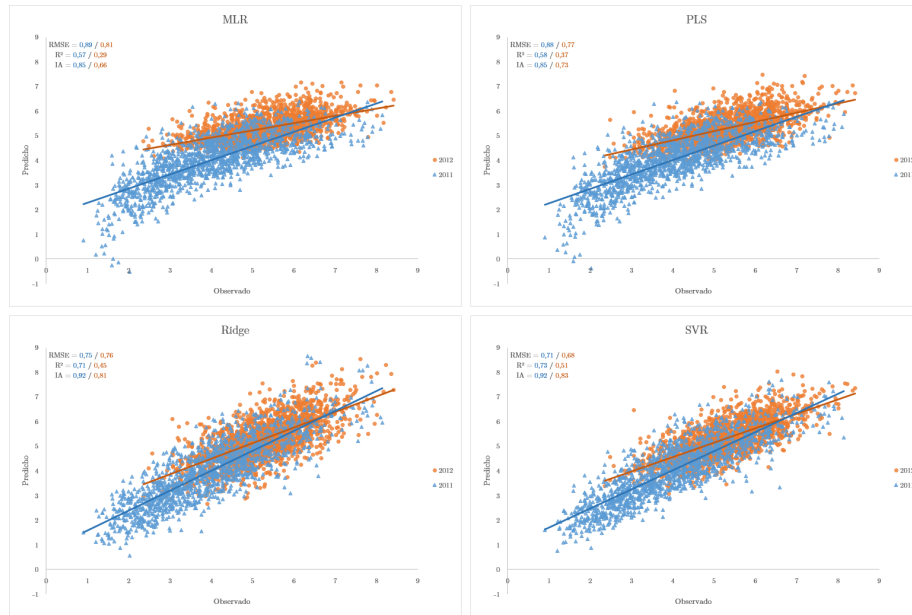 MLR
RMSE = 0,89 / 0,81
R² = 0,57 / 0,29
IA = 0,85 / 0,66
9
8
7
6
5
4
3
2
1
0
-1
Predicho
0 1 2 3 4 5 6 7 8 9
Observado
2012
2011
PLS
RMSE = 0,88 / 0,77
R² = 0,58 / 0,37
IA = 0,85 / 0,73
9
8
7
6
5
4
3
2
1
0
-1
Predicho
0 1 2 3 4 5 6 7 8 9
Observado
2012
2011
Ridge
RMSE = 0,75 / 0,76
R² = 0,71 / 0,45
IA = 0,92 / 0,81
9
8
7
6
5
4
3
2
1
0
-1
Predicho
0 1 2 3 4 5 6 7 8 9
Observado
2012
2011
SVR
RMSE = 0,71 / 0,68
R² = 0,73 / 0,51
IA = 0,92 / 0,83
9
8
7
6
5
4
3
2
1
0
-1
Predicho
0 1 2 3 4 5 6 7 8 9
Observado
2012
2011